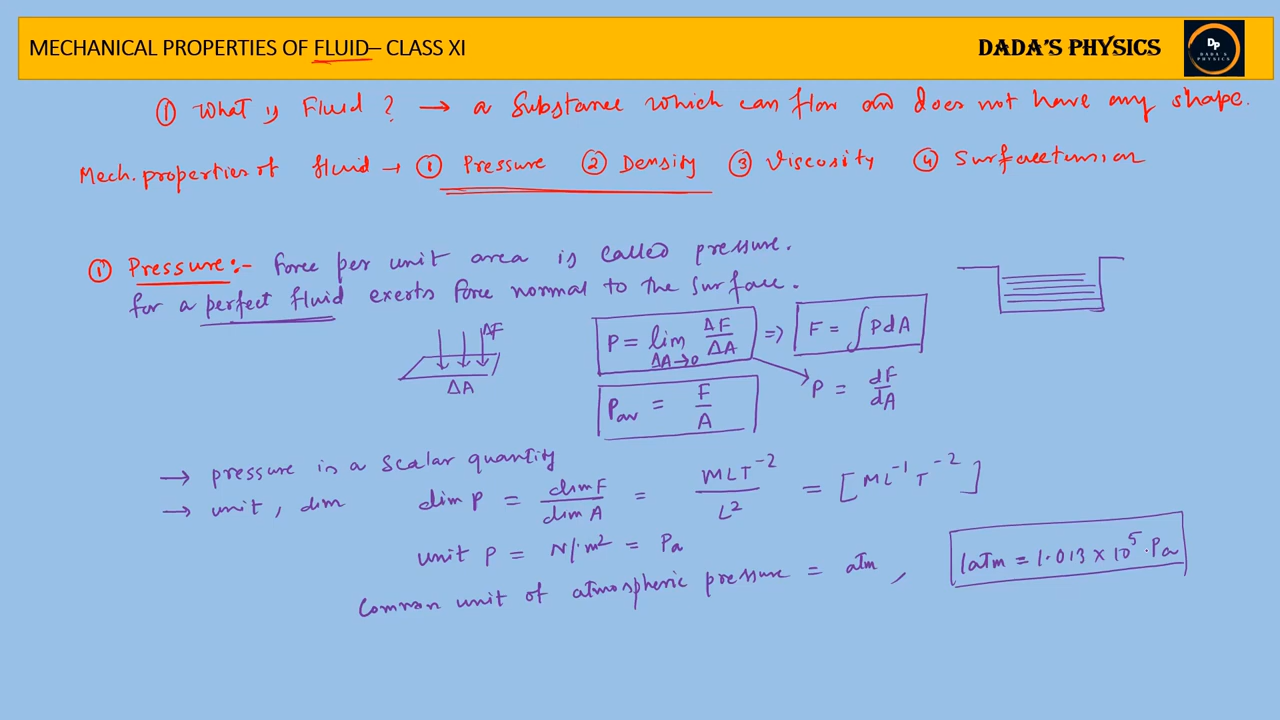 MECHANICAL PROPERTIES OF FLUID– CLASS XI
DADA'S PHYSICS
DP
DADA'S
PHYSICS
① What is Fluid ? → a Substance which can flow and does not have any shape.
Mech. properties of fluid → ① Pressure ② Density ③ Viscosity ④ Surface tension
① Pressure:- Force per unit area is called pressure.
for a perfect fluid exerts force normal to the surface.
ΔF
ΔA
P = lim ΔA→0 ΔF/ΔA ⇒ F = ∫PdA
P = dF/dA
Pav = F/A
→ pressure is a scalar quantity
→ unit, dim dim P = dim F/dim A = MLT⁻²/L² = [ML⁻¹T⁻²]
unit P = N/m² = Pa
Common unit of atmospheric pressure = atm, 1atm = 1.013 × 10⁵ Pa